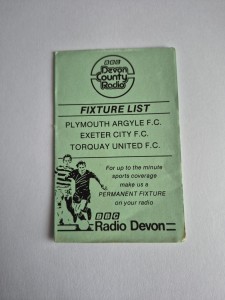 BBC
Devon
County
Radio
FIXTURE LIST
PLYMOUTH ARGYLE F.C.
EXETER CITY F.C.
TORQUAY UNITED F.C.
For up to the minute
sports coverage
make us a
PERMANENT FIXTURE
on your radio
BBC
Radio Devon